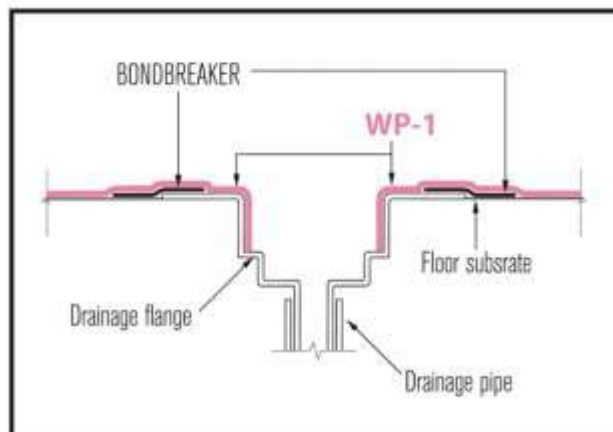 BONDBREAKER
WP-1
Floor subsrate
Drainage flange
Drainage pipe